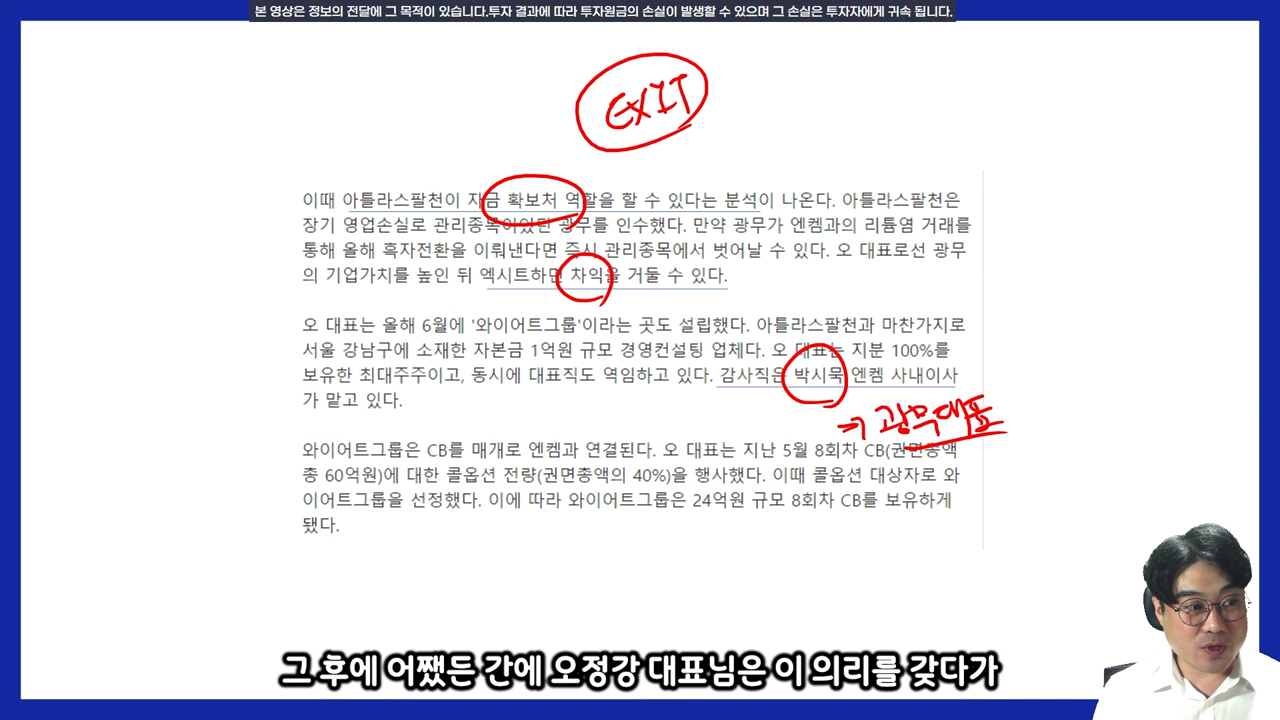 본 영상은 정보의 전달에 그 목적이 있습니다.투자 결과에 따라 투자원금의 손실이 발생할 수 있으며 그 손실은 투자자에게 귀속 됩니다.
EXIT
이때 아틀라스팔천이 자금 확보처 역할을 할 수 있다는 분석이 나온다. 아틀라스팔천은
장기 영업손실로 관리종목이었던 광무를 인수했다. 만약 광무가 엔켐과의 리튬염 거래를
통해 올해 흑자전환을 이뤄낸다면 즉시 관리종목에서 벗어날 수 있다. 오 대표로선 광무
의 기업가치를 높인 뒤 엑시트하면 차익을 거둘 수 있다.
오 대표는 올해 6월에 '와이어트그룹'이라는 곳도 설립했다. 아틀라스팔천과 마찬가지로
서울 강남구에 소재한 자본금 1억원 규모 경영컨설팅 업체다. 오 대표는 지분 100%를
보유한 최대주주이고, 동시에 대표직도 역임하고 있다. 감사직은 박시묵 엔켐 사내이사
가 맡고 있다.
→ 광무대표
와이어트그룹은 CB를 매개로 엔켐과 연결된다. 오 대표는 지난 5월 8회차 CB(권면총액
총 60억원)에 대한 콜옵션 전량(권면총액의 40%)을 행사했다. 이때 콜옵션 대상자로 와
이어트그룹을 선정했다. 이에 따라 와이어트그룹은 24억원 규모 8회차 CB를 보유하게
됐다.
그 후에 어쨌든 간에 오정강 대표님은 이 의리를 갖다가